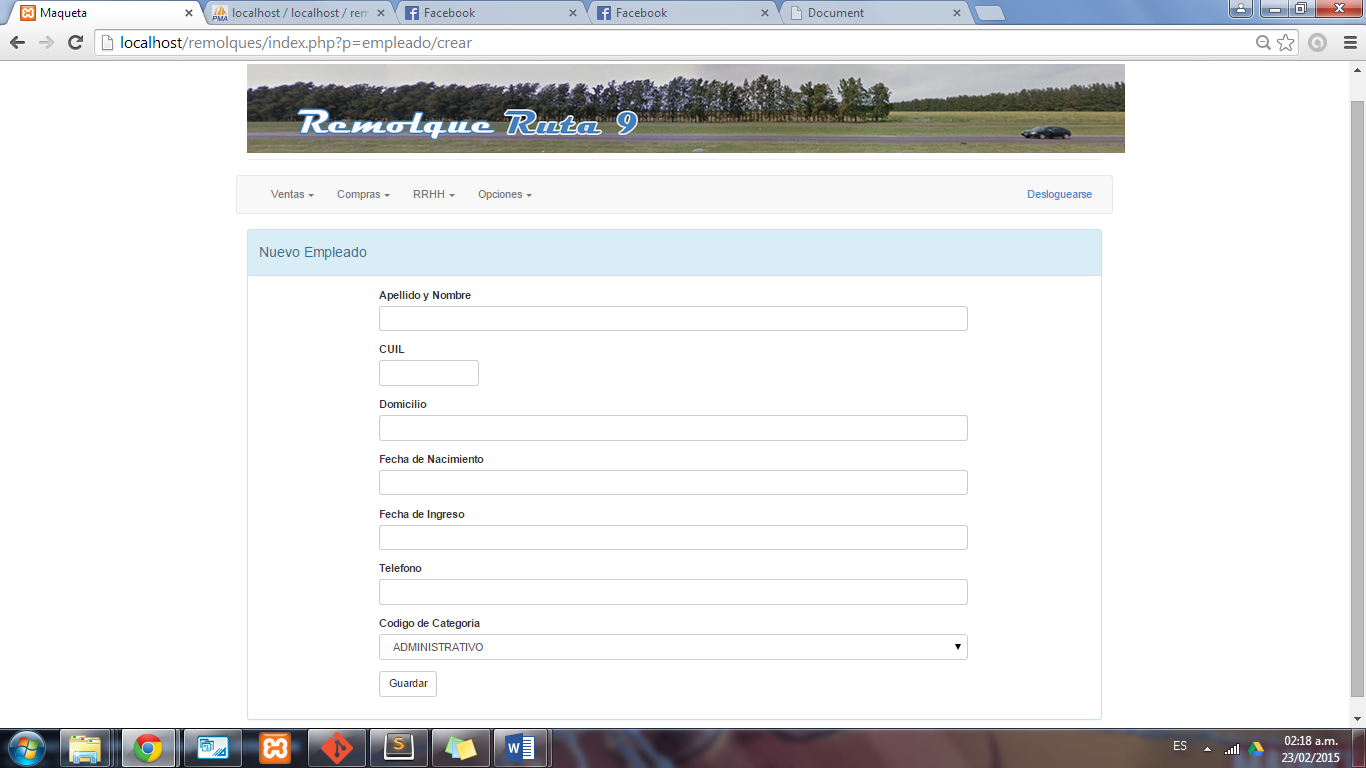 Maqueta
localhost / localhost / rem
Facebook
Facebook
Document
localhost/remolques/index.php?p=empleado/crear
Remolque Ruta 9
Ventas
Compras
RRHH
Opciones
Desloguearse
Nuevo Empleado
Apellido y Nombre
CUIL
Domicilio
Fecha de Nacimiento
Fecha de Ingreso
Telefono
Codigo de Categoria
ADMINISTRATIVO
Guardar
ES
02:18 a.m.
23/02/2015